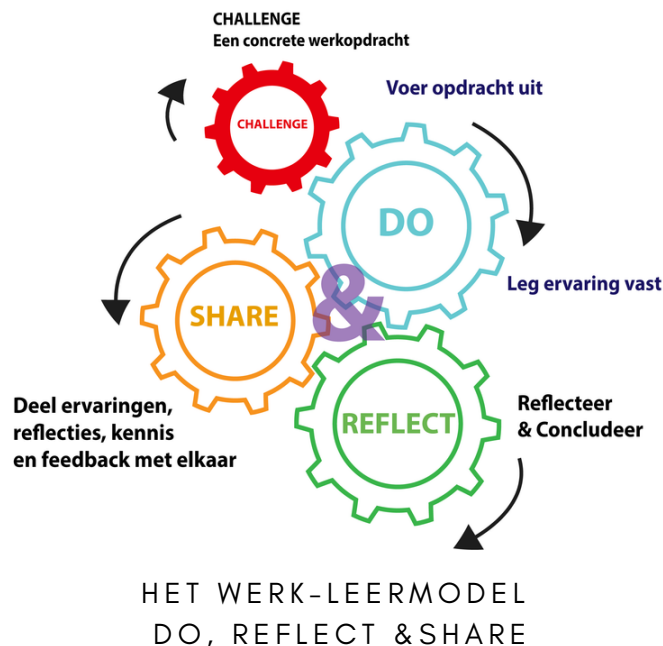 CHALLENGE
Een concrete werkopdracht
CHALLENGE
Voer opdracht uit
DO
Leg ervaring vast
SHARE
&
REFLECT
Reflecteer
& Concludeer
Deel ervaringen,
reflecties, kennis
en feedback met elkaar
HET WERK-LEERMODEL
DO, REFLECT &SHARE